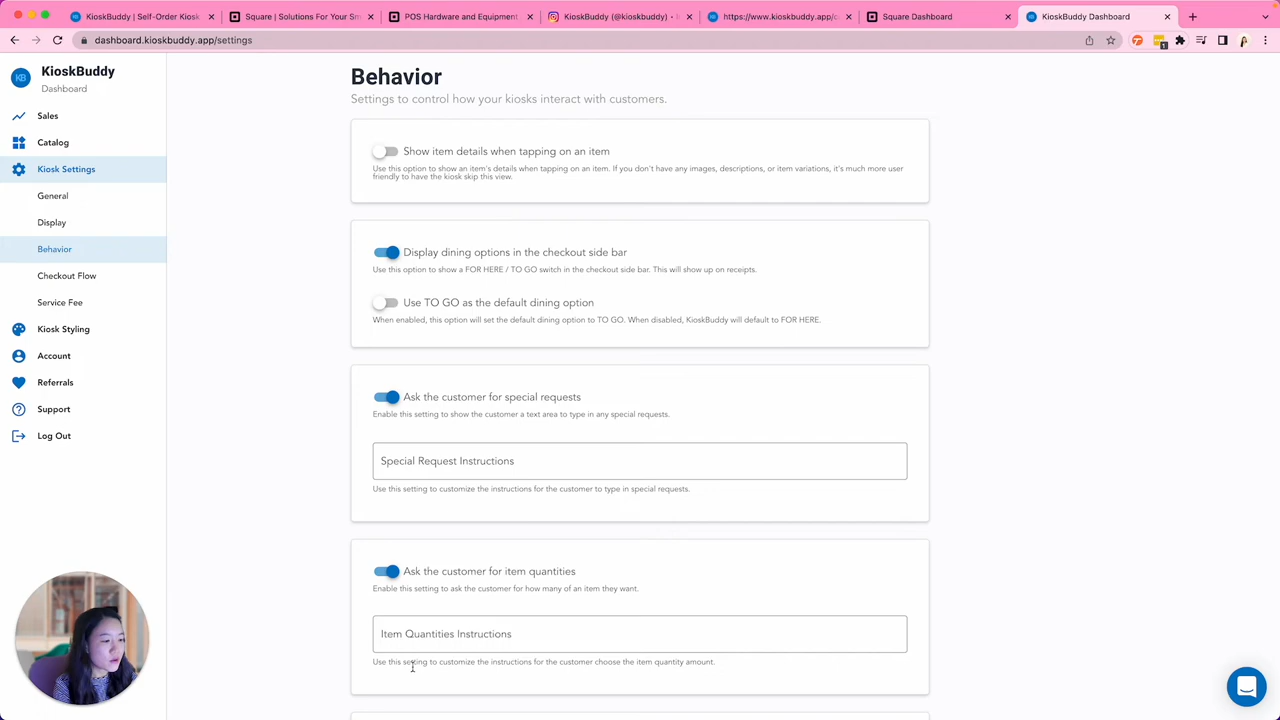 KioskBuddy | Self-Order Kiosk
Square | Solutions For Your Sm
POS Hardware and Equipment
KioskBuddy (@kioskbuddy) •
https://www.kioskbuddy.app/c
Square Dashboard
KioskBuddy Dashboard
dashboard.kioskbuddy.app/settings
1
KB
KioskBuddy
Dashboard
Sales
Catalog
Kiosk Settings
General
Display
Behavior
Checkout Flow
Service Fee
Kiosk Styling
Account
Referrals
Support
Log Out
Behavior
Settings to control how your kiosks interact with customers.
Show item details when tapping on an item
Use this option to show an item's details when tapping on an item. If you don't have any images, descriptions, or item variations, it's much more user
friendly to have the kiosk skip this view.
Display dining options in the checkout side bar
Use this option to show a FOR HERE / TO GO switch in the checkout side bar. This will show up on receipts.
Use TO GO as the default dining option
When enabled, this option will set the default dining option to TO GO. When disabled, KioskBuddy will default to FOR HERE.
Ask the customer for special requests
Enable this setting to show the customer a text area to type in any special requests.
Special Request Instructions
Use this setting to customize the instructions for the customer to type in special requests.
Ask the customer for item quantities
Enable this setting to ask the customer for how many of an item they want.
Item Quantities Instructions
Use this setting to customize the instructions for the customer choose the item quantity amount.